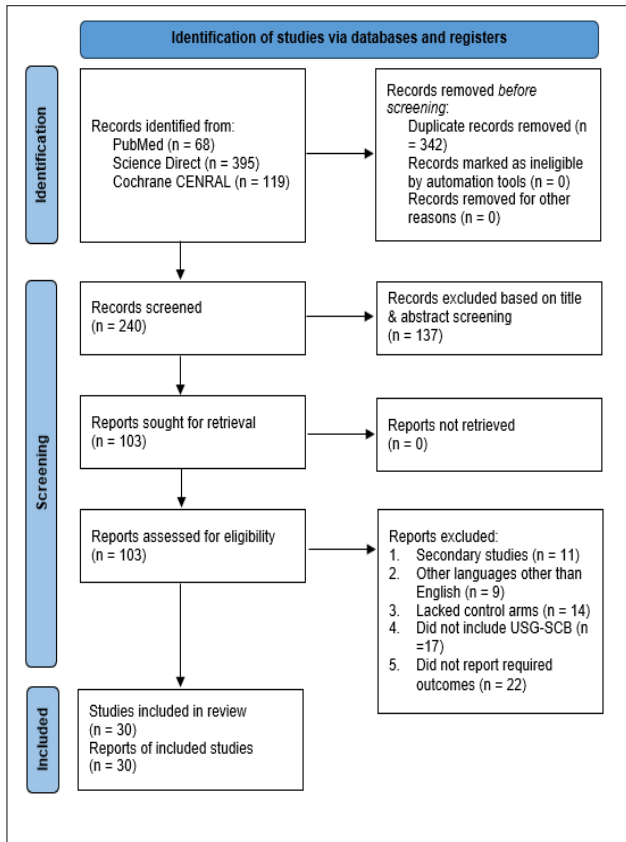 Identification of studies via databases and registers
Identification
Records identified from:
PubMed (n = 68)
Science Direct (n = 395)
Cochrane CENRAL (n = 119)
Records removed before
screening:
Duplicate records removed (n
= 342)
Records marked as ineligible
by automation tools (n = 0)
Records removed for other
reasons (n = 0)
Screening
Records screened
(n = 240)
Records excluded based on title
& abstract screening
(n = 137)
Reports sought for retrieval
(n = 103)
Reports not retrieved
(n = 0)
Reports assessed for eligibility
(n = 103)
Reports excluded:
1. Secondary studies (n = 11)
2. Other languages other than
English (n = 9)
3. Lacked control arms (n = 14)
4. Did not include USG-SCB (n
=17)
5. Did not report required
outcomes (n = 22)
Included
Studies included in review
(n = 30)
Reports of included studies
(n = 30)